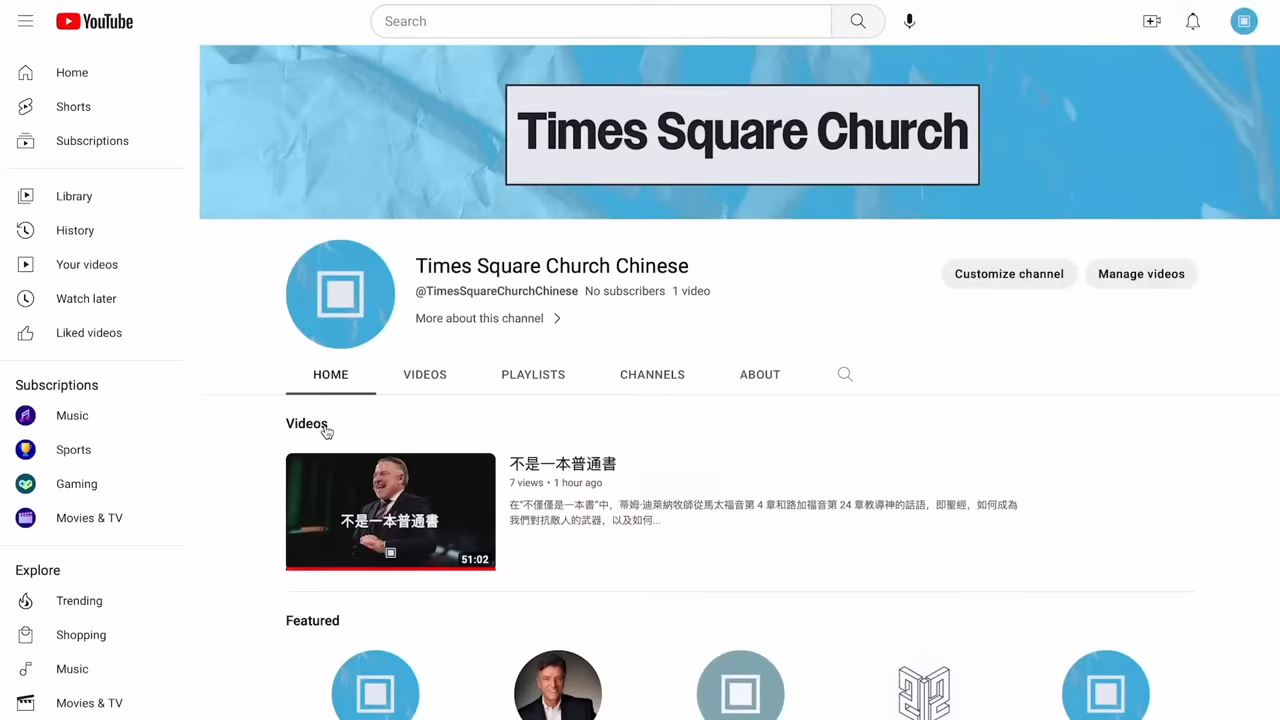 YouTube
Search
Home
Shorts
Subscriptions
Library
History
Your videos
Watch later
Liked videos
Subscriptions
Music
Sports
Gaming
Movies & TV
Explore
Trending
Shopping
Music
Movies & TV
Times Square Church
Times Square Church Chinese
@TimesSquareChurchChinese No subscribers 1 video
More about this channel
Customize channel
Manage videos
HOME VIDEOS PLAYLISTS CHANNELS ABOUT
Videos
不是一本普通書
51:02
不是一本普通書
7 views • 1 hour ago
在"不僅僅是一本書"中，蒂姆·迪萊納牧師從馬太福音第 4 章和路加福音第 24 章教導神的話語，即聖經，如何成為
我們對抗敵人的武器，以及如何...
Featured